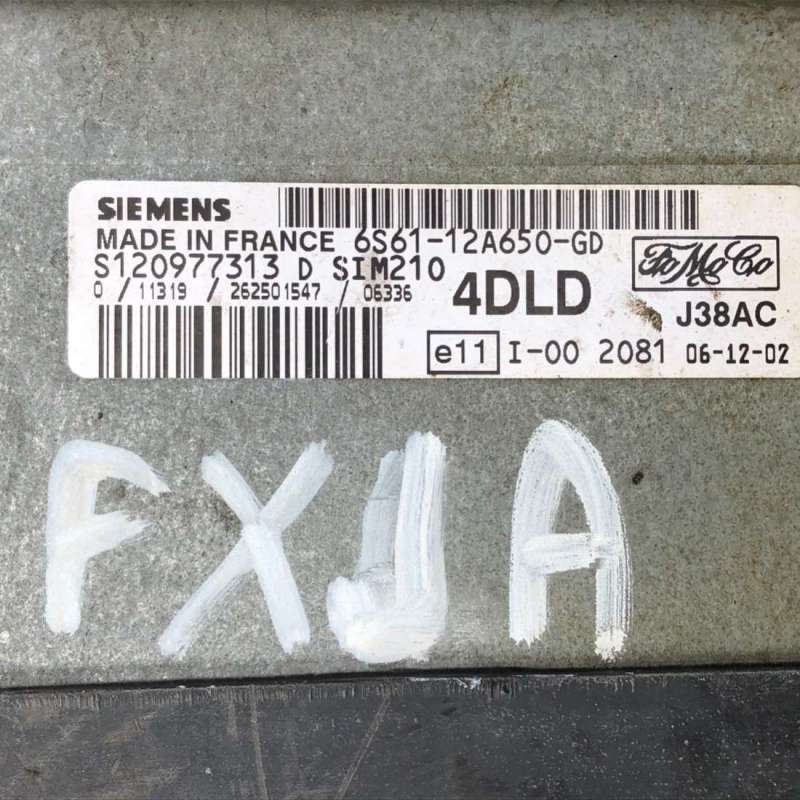 SIEMENS
MADE IN FRANCE 6S61-12A650-GD
S120977313 D SIM210
0 / 11319 / 262501547 / 06336
4DLD
FoMoCo
J38AC
e11 I-00 2081 06-12-02
FXJA